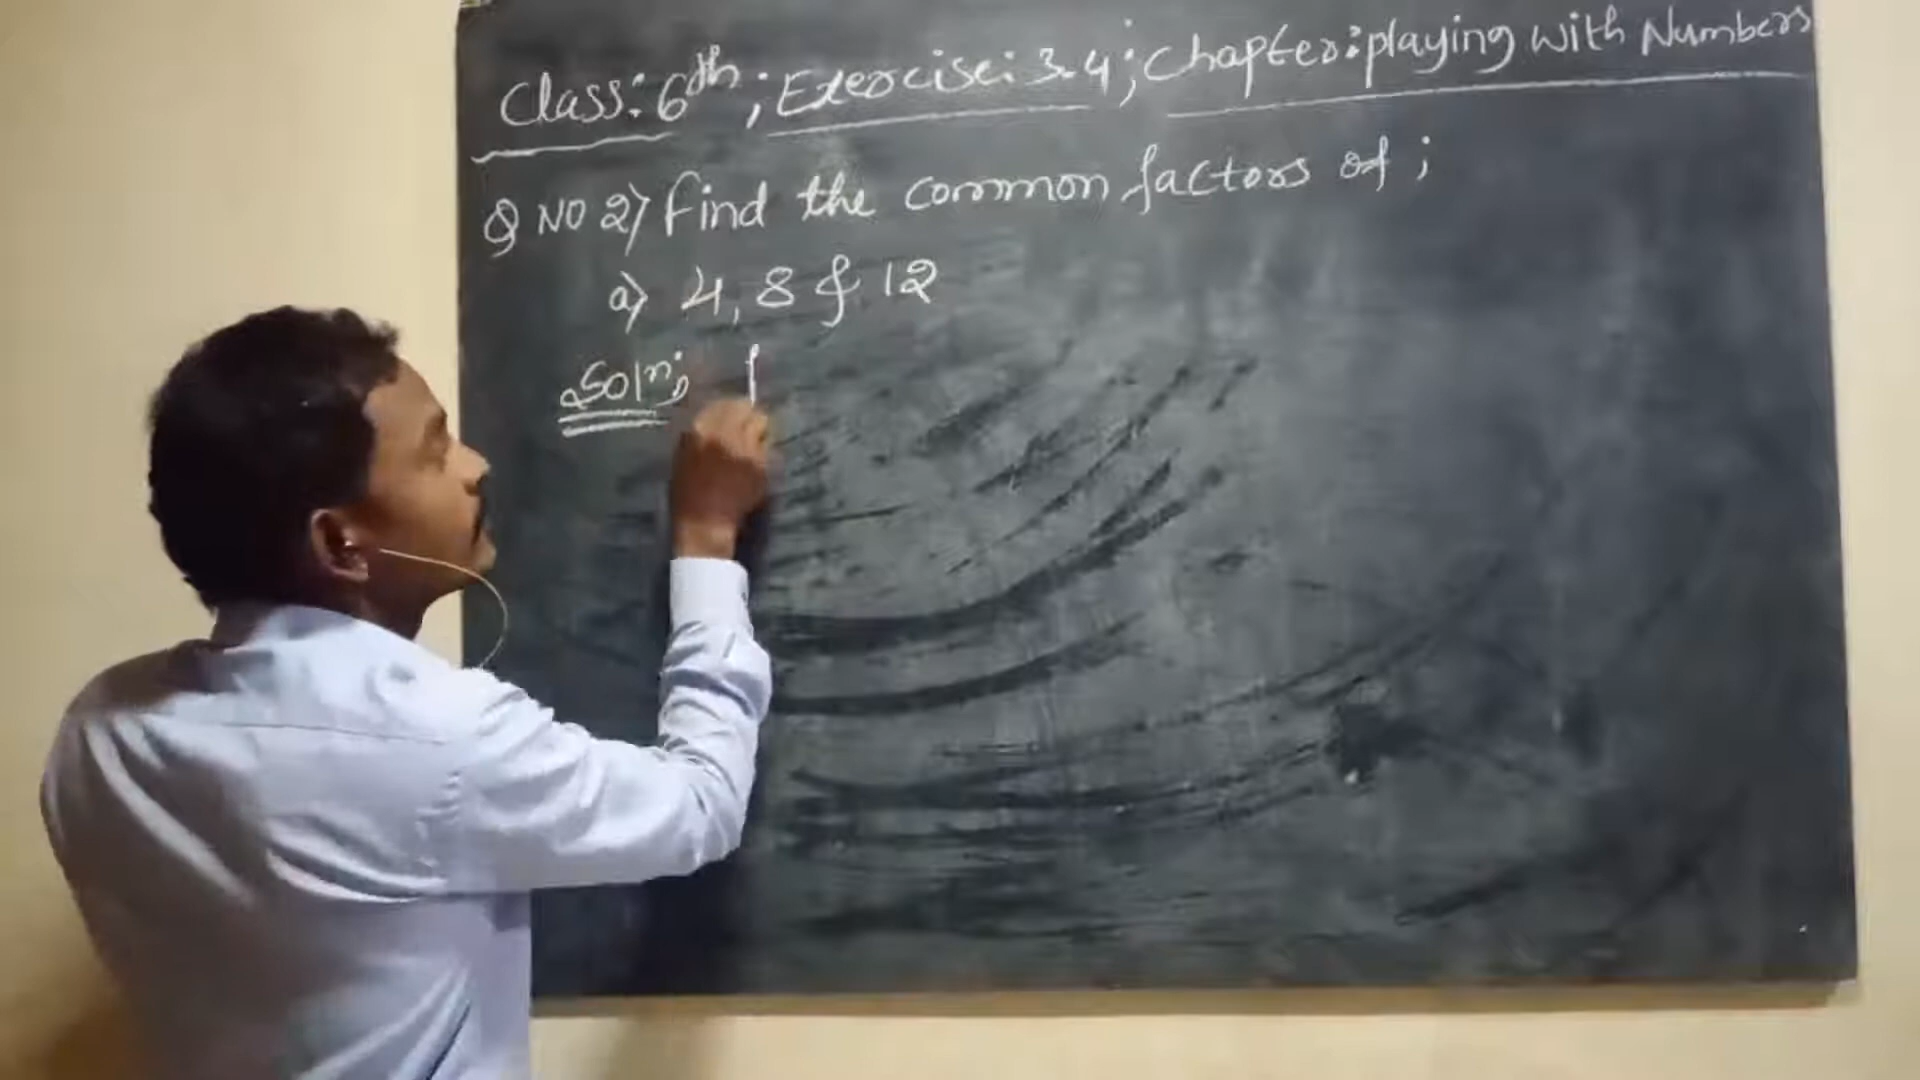 Class: 6th ; Exercise: 3.4 ; Chapter: playing with Numbers
Q NO 2) Find the common factors of ;
a) 4, 8 & 12
Soln;